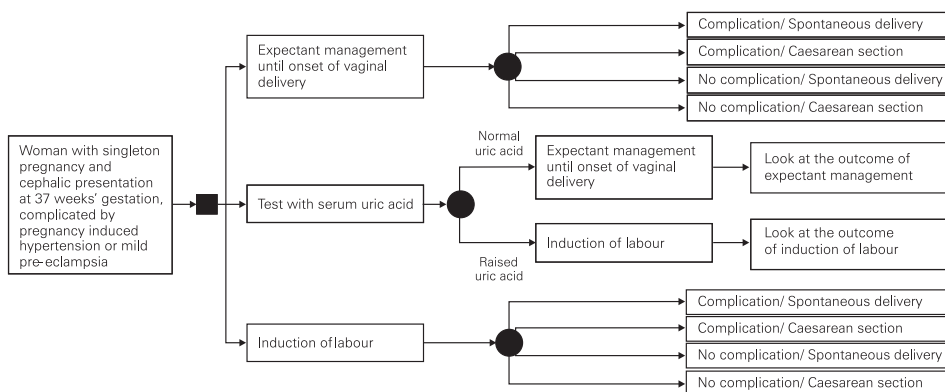 Woman with singleton
pregnancy and
cephalic presentation
at 37 weeks' gestation,
complicated by
pregnancy induced
hypertension or mild
pre-eclampsia
Expectant management
until onset of vaginal
delivery
Complication/ Spontaneous delivery
Complication/ Caesarean section
No complication/ Spontaneous delivery
No complication/ Caesarean section
Test with serum uric acid
Normal
uric acid
Expectant management
until onset of vaginal
delivery
Look at the outcome of
expectant management
Raised
uric acid
Induction of labour
Look at the outcome
of induction of labour
Induction of labour
Complication/ Spontaneous delivery
Complication/ Caesarean section
No complication/ Spontaneous delivery
No complication/ Caesarean section